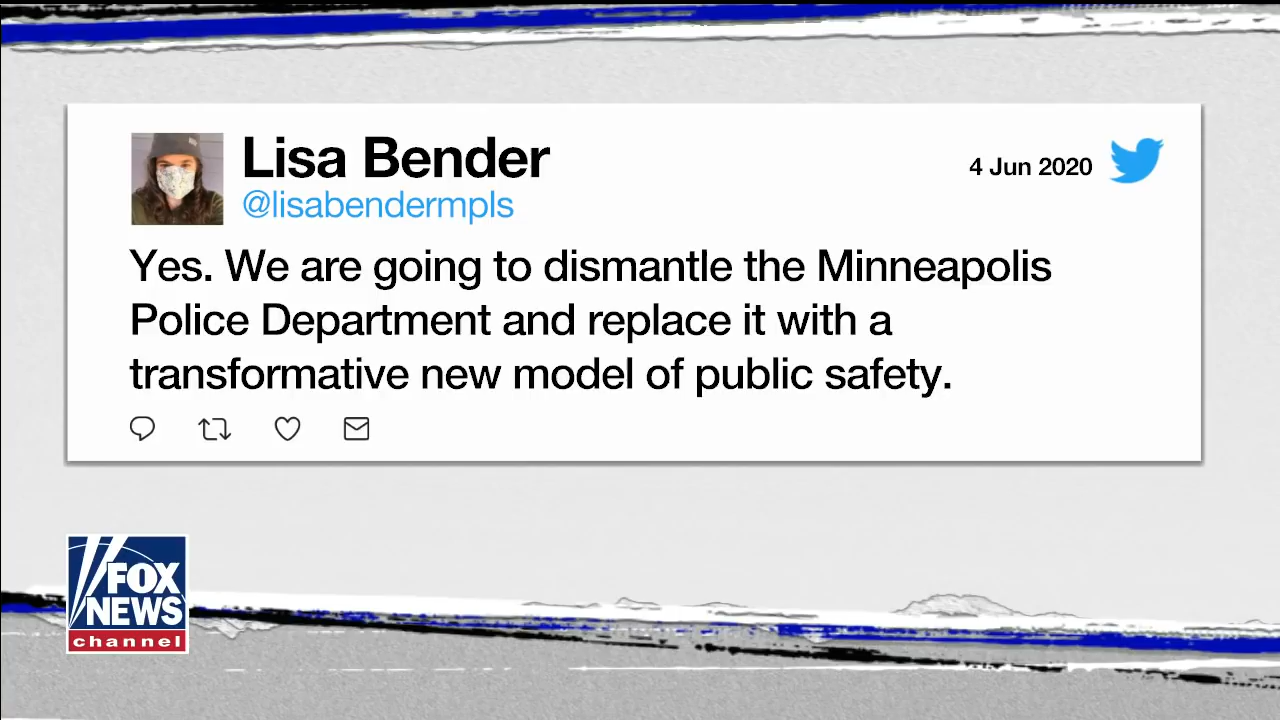 Lisa Bender
@lisabendermpls
4 Jun 2020
Yes. We are going to dismantle the Minneapolis
Police Department and replace it with a
transformative new model of public safety.
FOX
NEWS
channel